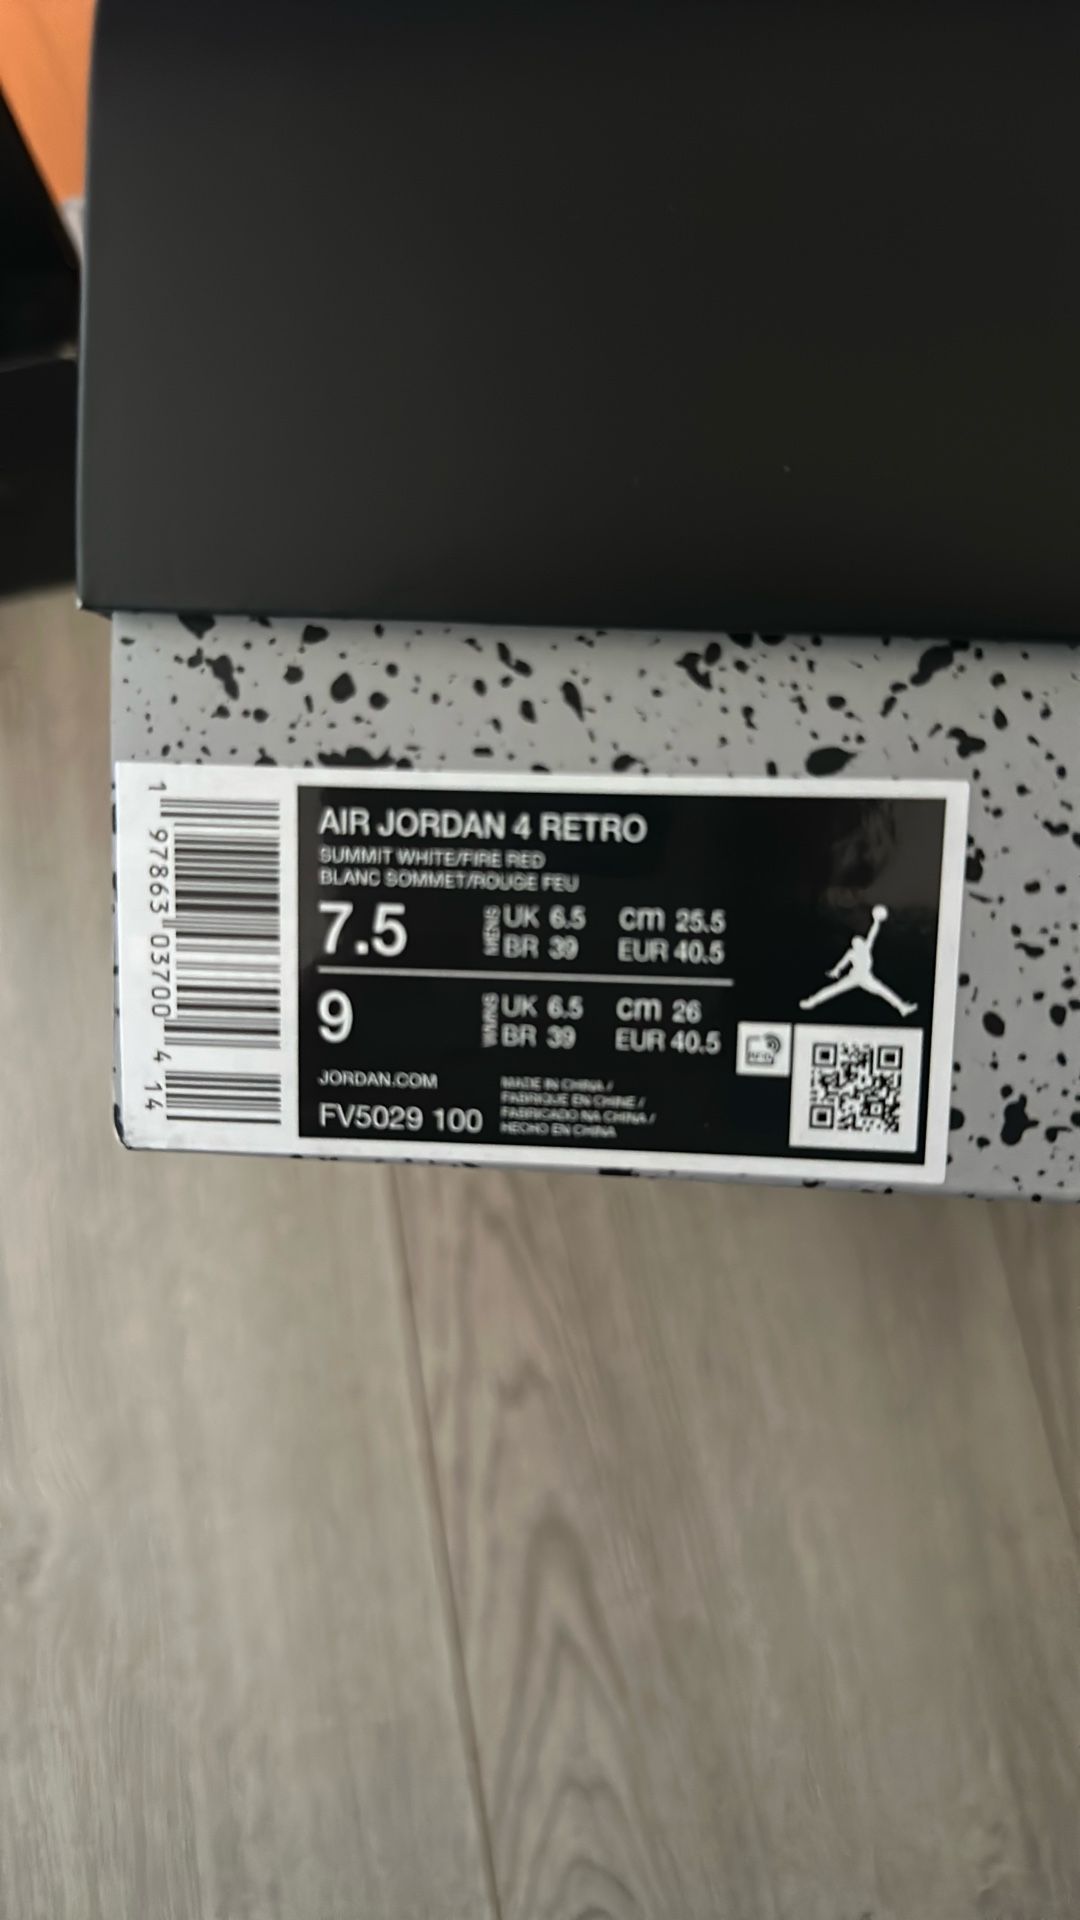 AIR JORDAN 4 RETRO
SUMMIT WHITE/FIRE RED
BLANC SOMMET/ROUGE FEU
7.5 MENS UK 6.5 cm 25.5
BR 39 EUR 40.5
9 WMNS UK 6.5 cm 26
BR 39 EUR 40.5
JORDAN.COM
FV5029 100
MADE IN CHINA /
FABRIQUE EN CHINE /
FABRICADO NA CHINA /
HECHO EN CHINA
RFID
1 97863 03700 4 14